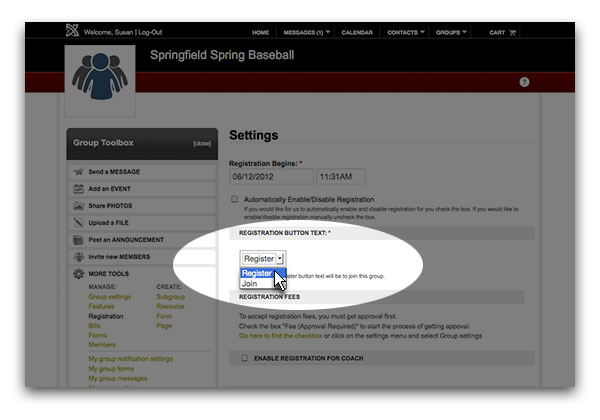 Welcome, Susan | Log-Out
HOME
MESSAGES (1)
CALENDAR
CONTACTS
GROUPS
CART
Springfield Spring Baseball
?
Group Toolbox
[close]
Send a MESSAGE
Add an EVENT
Share PHOTOS
Upload a FILE
Post an ANNOUNCEMENT
Invite new MEMBERS
MORE TOOLS
MANAGE:
Group settings
Features
Registration
Bills
Forms
Members
CREATE:
Subgroup
Resource
Form
Page
My group notification settings
My group forms
My group messages
Settings
Registration Begins: *
06/12/2012
11:31AM
Automatically Enable/Disable Registration
If you would like for us to automatically enable and disable registration for you check the box. If you would like to
enable/disable registration manually uncheck the box.
REGISTRATION BUTTON TEXT: *
Register
Register
Join
button text will be to join this group.
REGISTRATION FEES
To accept registration fees, you must get approval first.
Check the box "Fee (Approval Required)" to start the process of getting approval.
Go here to find the checkbox or click on the settings menu and select Group settings
ENABLE REGISTRATION FOR COACH